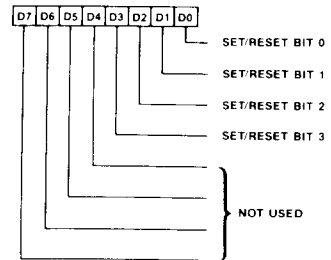 D7 D6 D5 D4 D3 D2 D1 D0
SET/RESET BIT 0
SET/RESET BIT 1
SET/RESET BIT 2
SET/RESET BIT 3
NOT USED